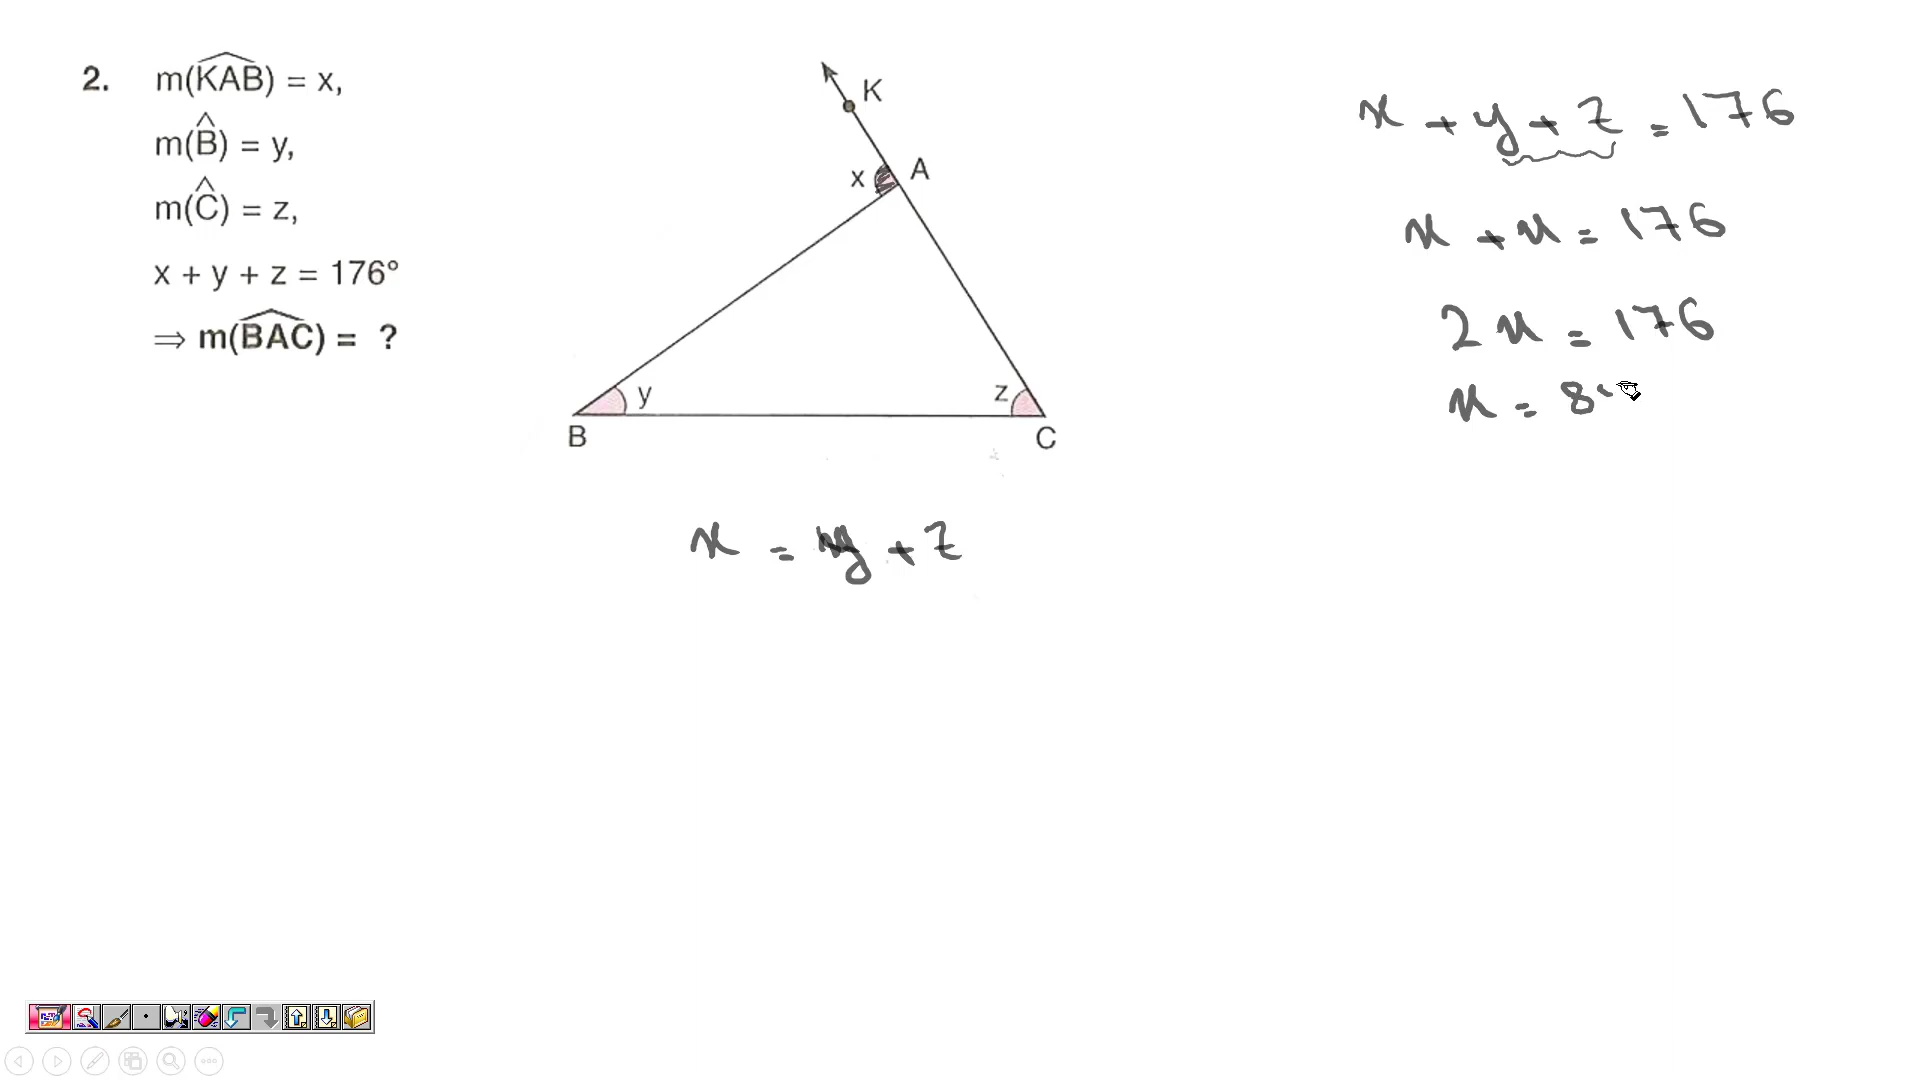 2. m(KAB) = x,
m(B̂) = y,
m(Ĉ) = z,
x + y + z = 176°
⇒ m(BAC) = ?
K
A
x
y
z
B
C
x = y + z
x + y + z = 176
x + x = 176
2x = 176
x = 8